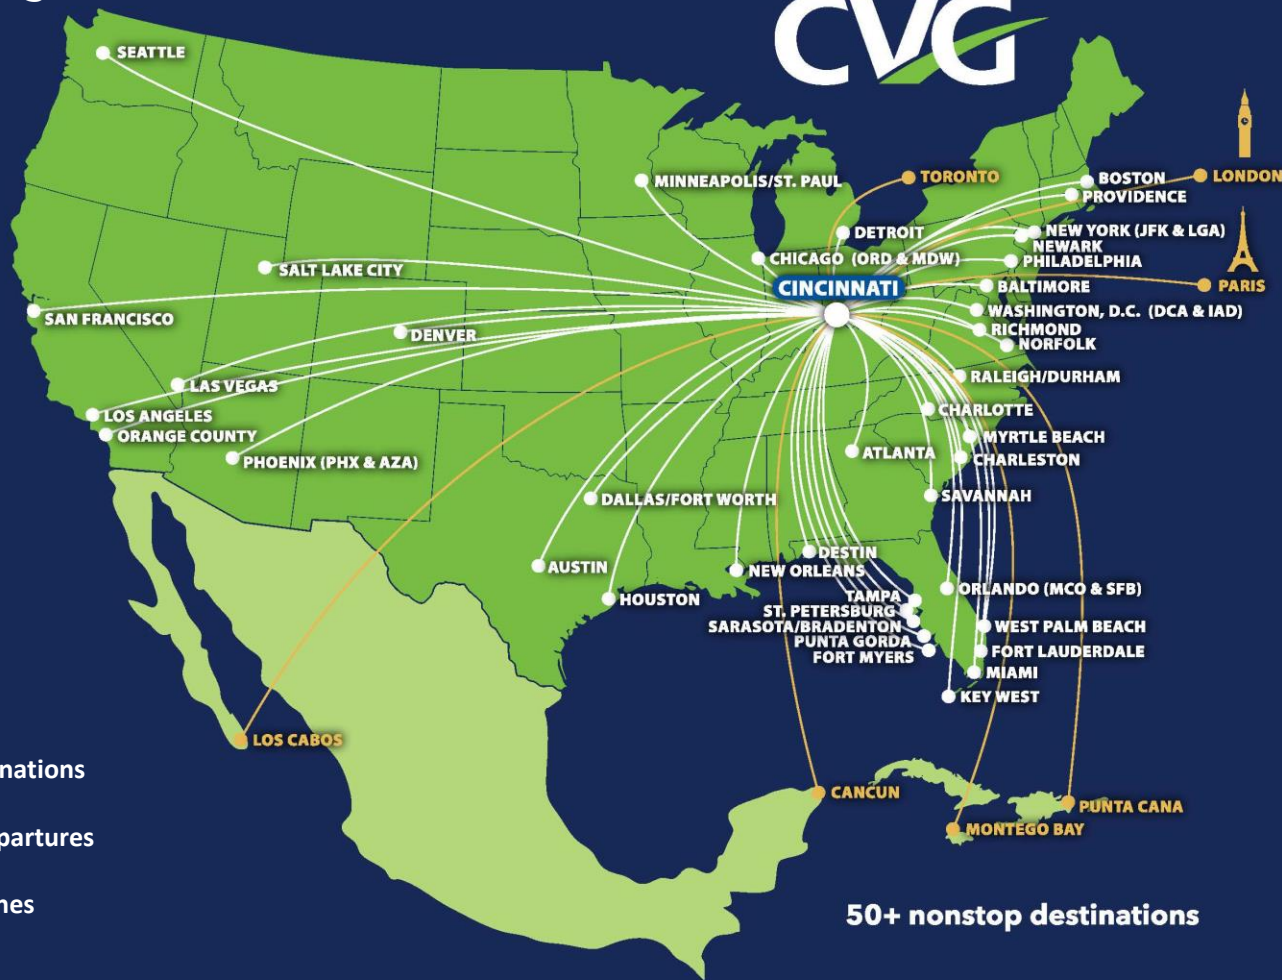 CVG
SEATTLE
MINNEAPOLIS/ST. PAUL
TORONTO
BOSTON
LONDON
PROVIDENCE
DETROIT
NEW YORK (JFK & LGA)
NEWARK
CHICAGO (ORD & MDW)
PHILADELPHIA
SALT LAKE CITY
CINCINNATI
BALTIMORE
PARIS
SAN FRANCISCO
WASHINGTON, D.C. (DCA & IAD)
DENVER
RICHMOND
NORFOLK
LAS VEGAS
RALEIGH/DURHAM
LOS ANGELES
CHARLOTTE
ORANGE COUNTY
MYRTLE BEACH
PHOENIX (PHX & AZA)
ATLANTA
CHARLESTON
DALLAS/FORT WORTH
SAVANNAH
DESTIN
AUSTIN
NEW ORLEANS
ORLANDO (MCO & SFB)
HOUSTON
TAMPA
ST. PETERSBURG
SARASOTA/BRADENTON
WEST PALM BEACH
PUNTA GORDA
FORT LAUDERDALE
FORT MYERS
MIAMI
KEY WEST
LOS CABOS
nations
CANCUN
PUNTA CANA
MONTEGO BAY
partures
nes
50+ nonstop destinations